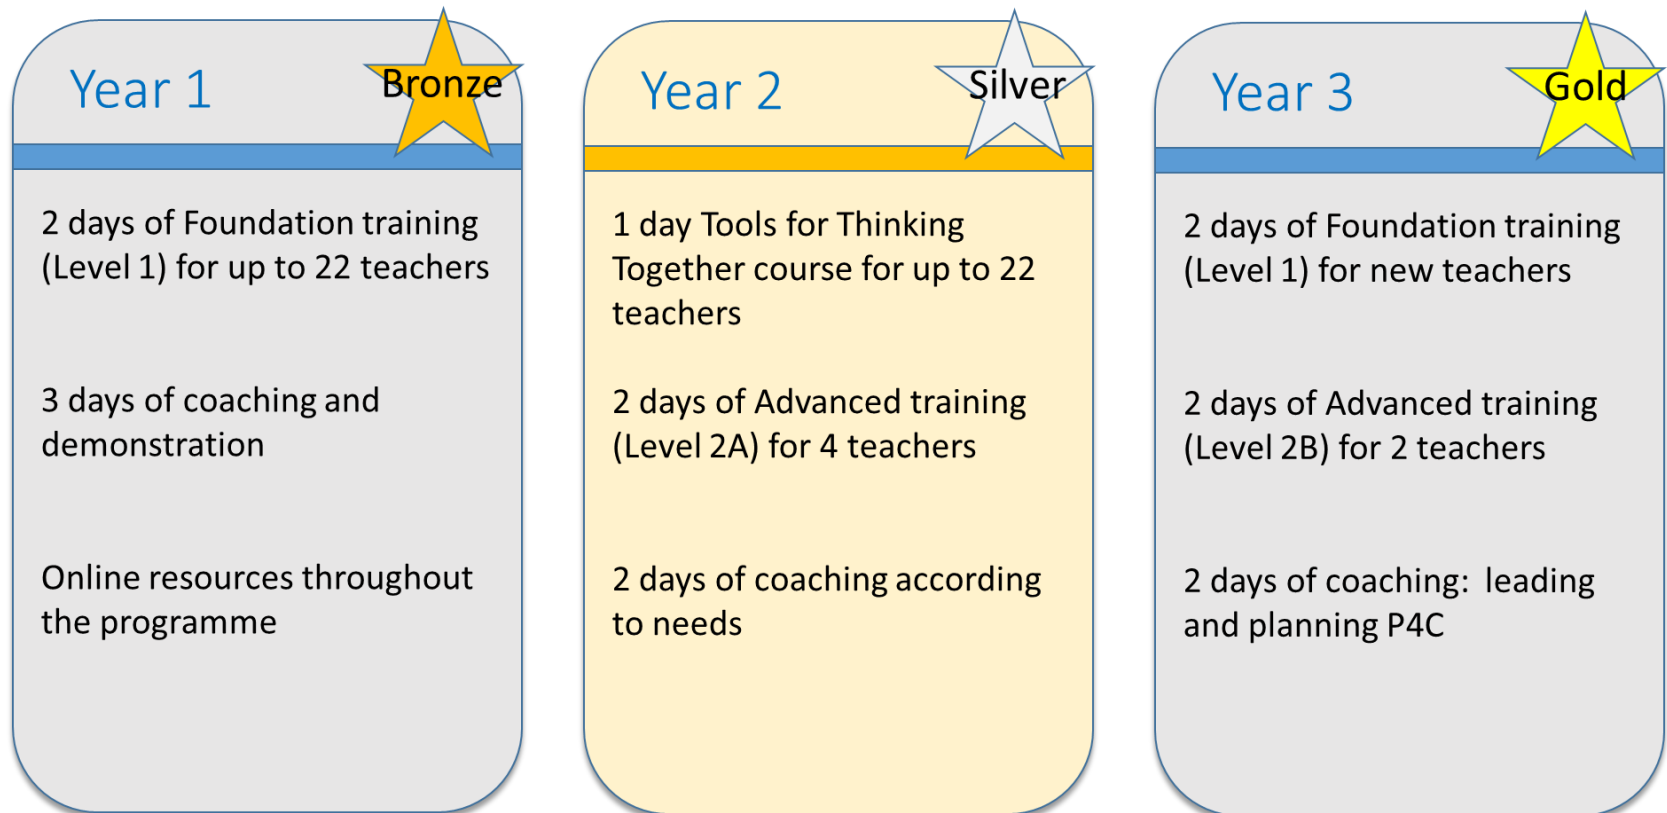 Year 1
Bronze
2 days of Foundation training
(Level 1) for up to 22 teachers
3 days of coaching and
demonstration
Online resources throughout
the programme
Year 2
Silver
1 day Tools for Thinking
Together course for up to 22
teachers
2 days of Advanced training
(Level 2A) for 4 teachers
2 days of coaching according
to needs
Year 3
Gold
2 days of Foundation training
(Level 1) for new teachers
2 days of Advanced training
(Level 2B) for 2 teachers
2 days of coaching:  leading
and planning P4C